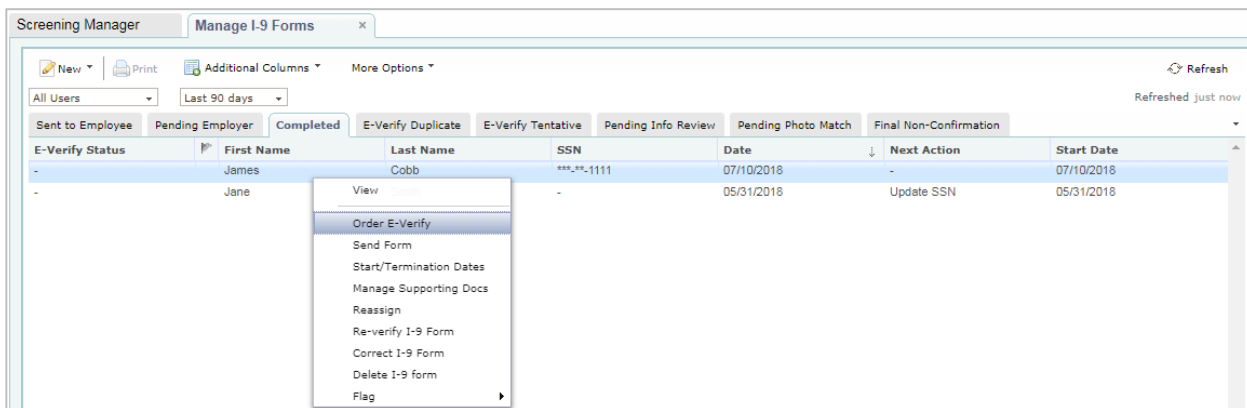 Screening Manager Manage I-9 Forms ×
New Print Additional Columns More Options Refresh
All Users Last 90 days Refreshed just now
Sent to Employee Pending Employer Completed E-Verify Duplicate E-Verify Tentative Pending Info Review Pending Photo Match Final Non-Confirmation
E-Verify Status First Name Last Name SSN Date ↓ Next Action Start Date
- James Cobb ***-**-1111 07/10/2018 - 07/10/2018
- Jane - 05/31/2018 Update SSN 05/31/2018
View
Order E-Verify
Send Form
Start/Termination Dates
Manage Supporting Docs
Reassign
Re-verify I-9 Form
Correct I-9 Form
Delete I-9 form
Flag